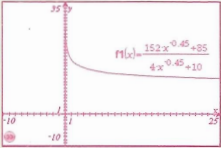 35 y
f1(x)=(152·x^-0.45+85)/(4·x^-0.45+10)
1
x
-10 1 25
-10